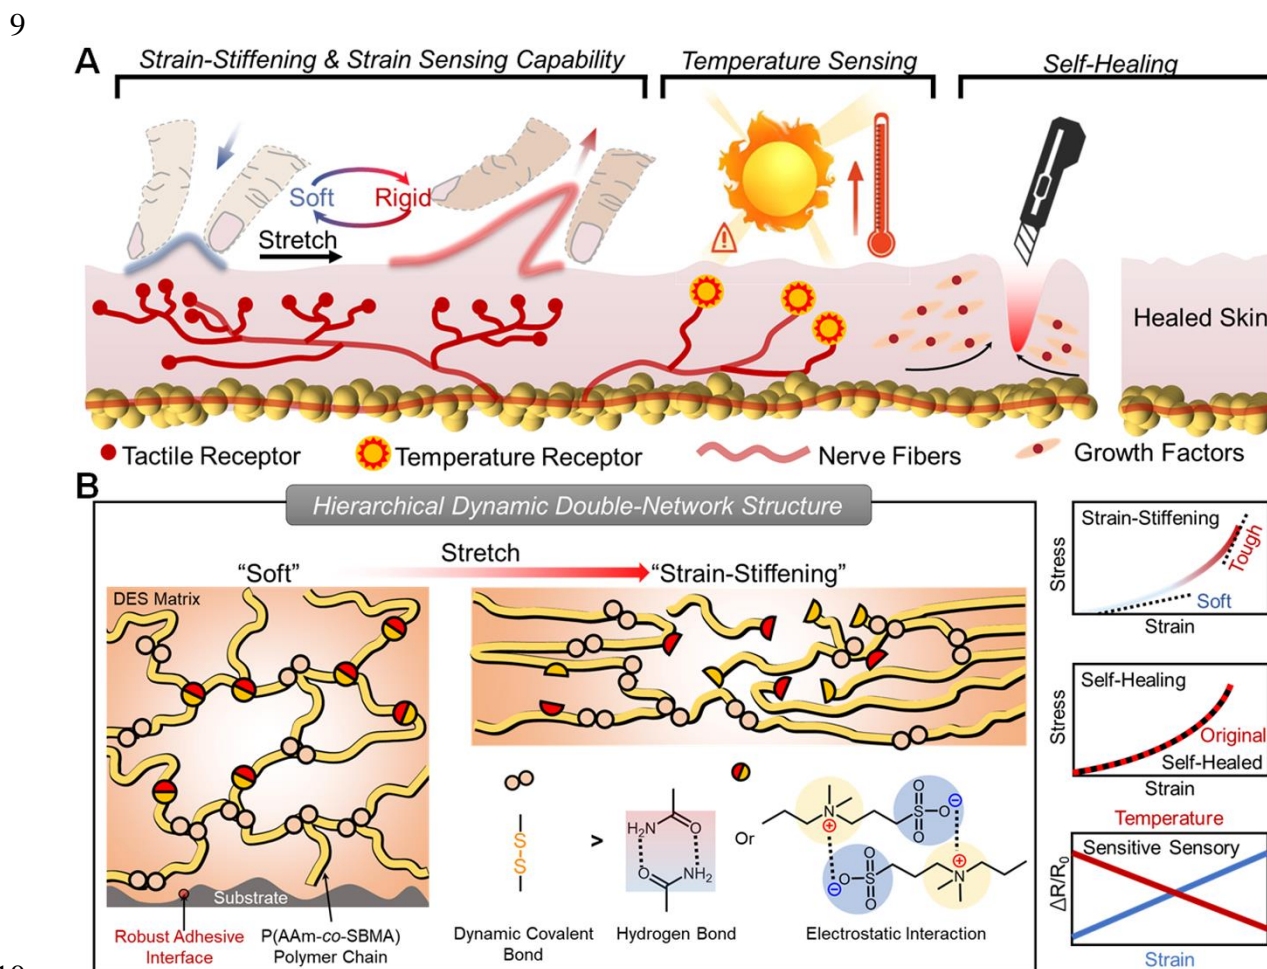 9
A
Strain-Stiffening & Strain Sensing Capability
Temperature Sensing
Self-Healing
Soft
Rigid
Stretch
Healed Skin
Tactile Receptor
Temperature Receptor
Nerve Fibers
Growth Factors
B
Hierarchical Dynamic Double-Network Structure
Stretch
"Soft"
"Strain-Stiffening"
DES Matrix
Substrate
Robust Adhesive
Interface
P(AAm-co-SBMA)
Polymer Chain
S
S
>
H₂N
O
O
NH₂
Or
N
⊕
O
S
O
O
⊖
⊖
O
O
S
O
⊕
N
Dynamic Covalent
Bond
Hydrogen Bond
Electrostatic Interaction
Strain-Stiffening
Tough
Soft
Stress
Strain
Self-Healing
Original
Self-Healed
Stress
Strain
Temperature
Sensitive Sensory
ΔR/R₀
Strain